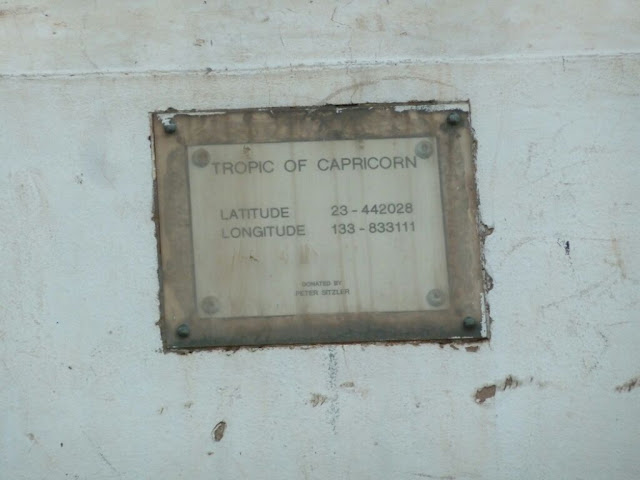 TROPIC OF CAPRICORN
LATITUDE 23-442028
LONGITUDE 133-833111
DONATED BY
PETER SITZLER